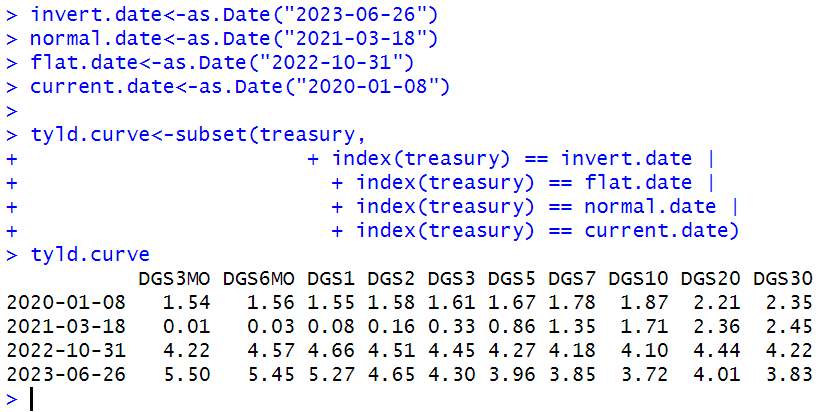 > invert.date<-as.Date("2023-06-26")
> normal.date<-as.Date("2021-03-18")
> flat.date<-as.Date("2022-10-31")
> current.date<-as.Date("2020-01-08")
>
> tyld.curve<-subset(treasury,
+                        + index(treasury) == invert.date |
+                          + index(treasury) == flat.date |
+                          + index(treasury) == normal.date |
+                          + index(treasury) == current.date)
> tyld.curve
           DGS3MO DGS6MO DGS1 DGS2 DGS3 DGS5 DGS7 DGS10 DGS20 DGS30
2020-01-08   1.54   1.56 1.55 1.58 1.61 1.67 1.78  1.87  2.21  2.35
2021-03-18   0.01   0.03 0.08 0.16 0.33 0.86 1.35  1.71  2.36  2.45
2022-10-31   4.22   4.57 4.66 4.51 4.45 4.27 4.18  4.10  4.44  4.22
2023-06-26   5.50   5.45 5.27 4.65 4.30 3.96 3.85  3.72  4.01  3.83
>